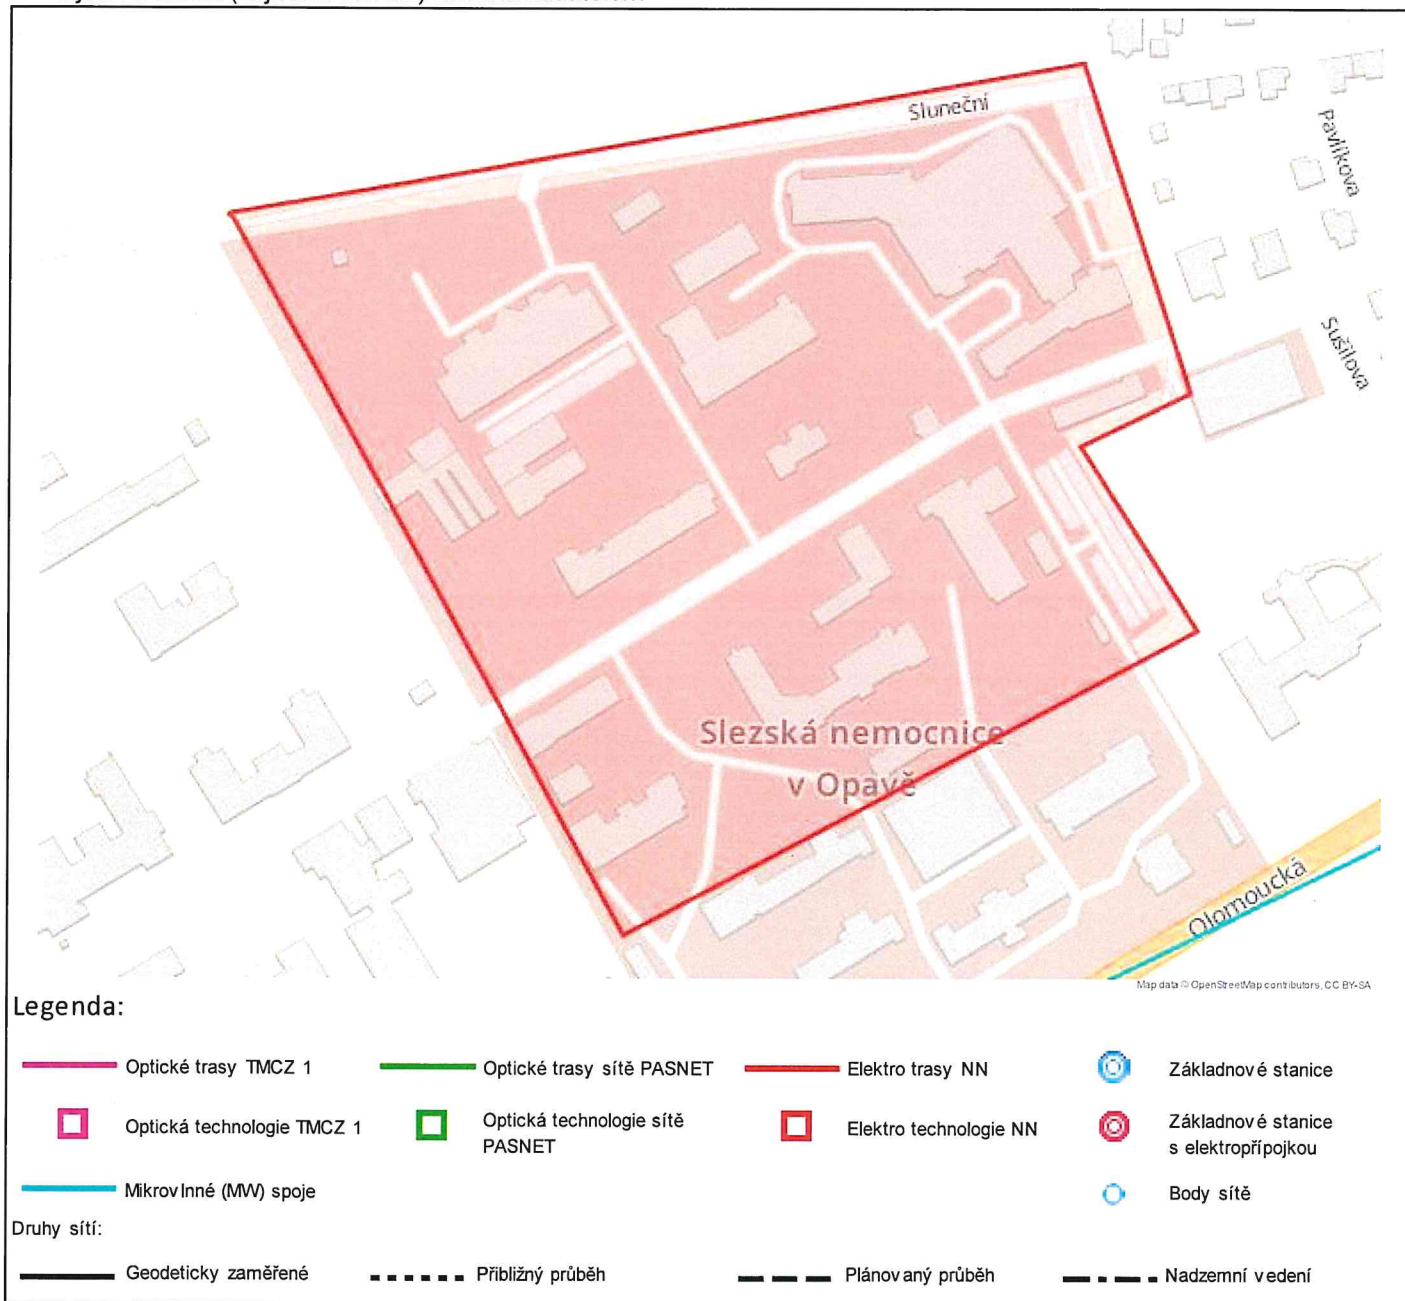 Sluneční
Pavlíkova
Sušilova
Slezská nemocnice
v Opavě
Olomoucká
Map data © OpenStreetMap contributors, CC BY-SA
Legenda:
Optické trasy TMCZ 1
Optické trasy sítě PASNET
Elektro trasy NN
Základnové stanice
Optická technologie TMCZ 1
Optická technologie sítě
PASNET
Elektro technologie NN
Základnové stanice
s elektropřípojkou
Mikrovlnné (MW) spoje
Body sítě
Druhy sítí:
Geodeticky zaměřené
Přibližný průběh
Plánovaný průběh
Nadzemní vedení